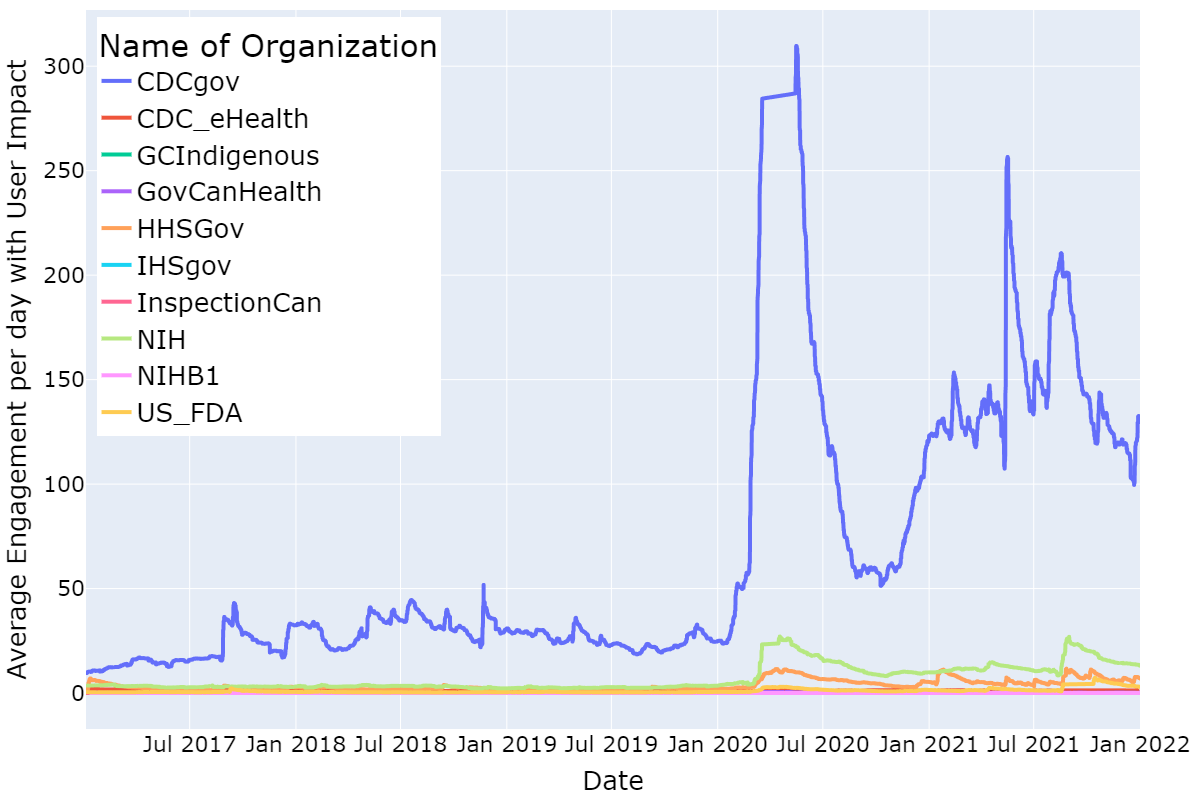 Average Engagement per day with User Impact
300
250
200
150
100
50
0
Name of Organization
CDCgov
CDC_eHealth
GCIndigenous
GovCanHealth
HHSGov
IHSgov
InspectionCan
NIH
NIHB1
US_FDA
Jul 2017 Jan 2018 Jul 2018 Jan 2019 Jul 2019 Jan 2020 Jul 2020 Jan 2021 Jul 2021 Jan 2022
Date